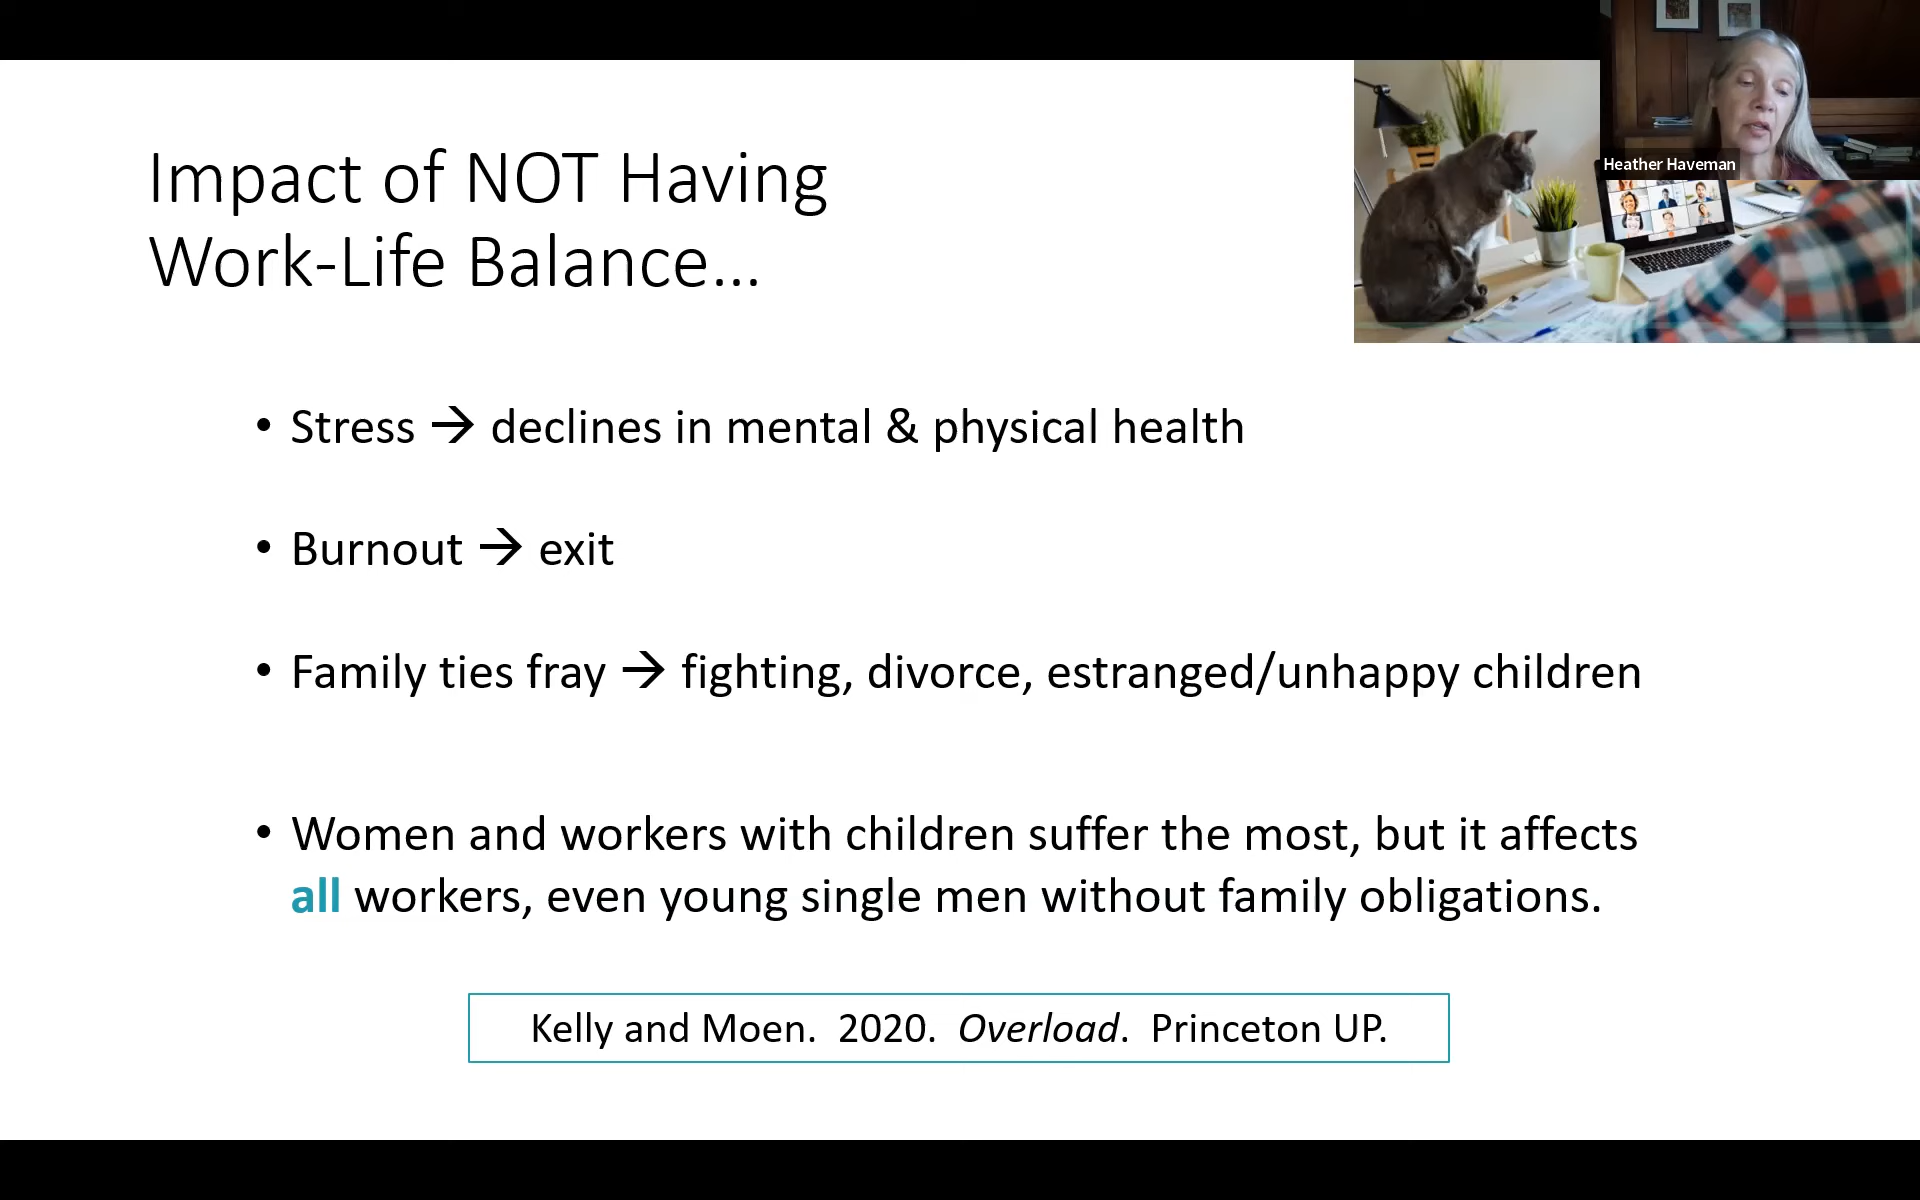 Heather Haveman
Impact of NOT Having
Work-Life Balance…
• Stress → declines in mental & physical health
• Burnout → exit
• Family ties fray → fighting, divorce, estranged/unhappy children
• Women and workers with children suffer the most, but it affects
all workers, even young single men without family obligations.
Kelly and Moen. 2020. Overload. Princeton UP.